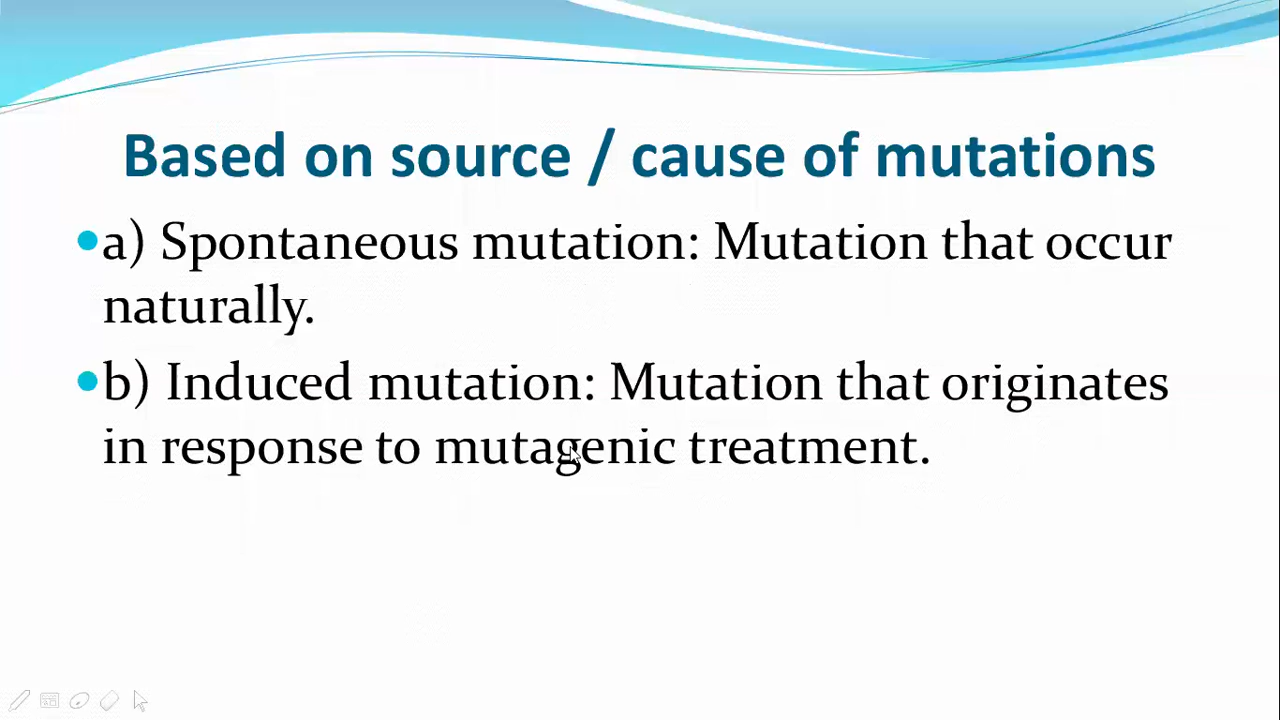 Based on source / cause of mutations
•a) Spontaneous mutation: Mutation that occur
naturally.
•b) Induced mutation: Mutation that originates
in response to mutagenic treatment.